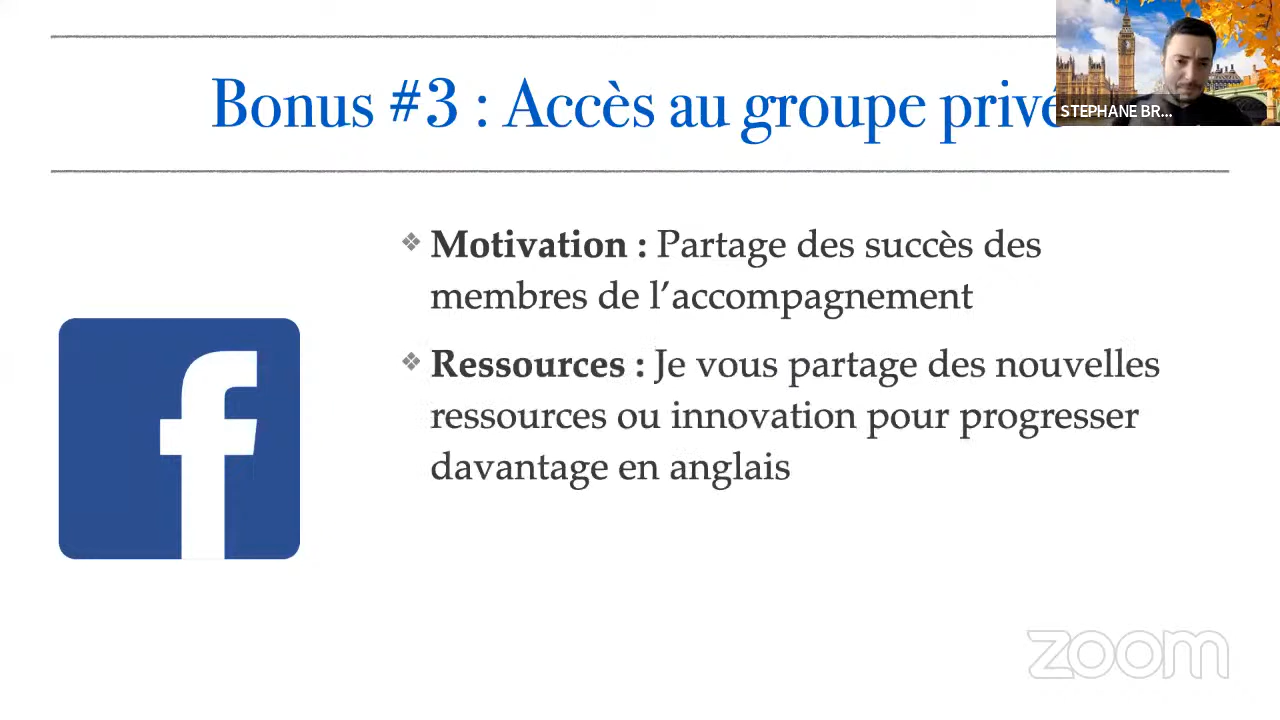 Bonus #3 : Accès au groupe privé
STEPHANE BR...
❖ Motivation : Partage des succès des
membres de l’accompagnement
❖ Ressources : Je vous partage des nouvelles
ressources ou innovation pour progresser
davantage en anglais
f
zoom